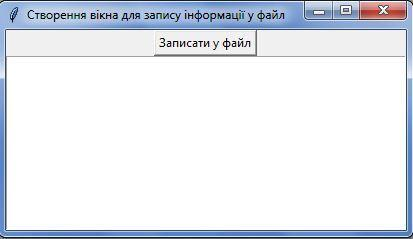 Створення вікна для запису інформації у файл
Записати у файл